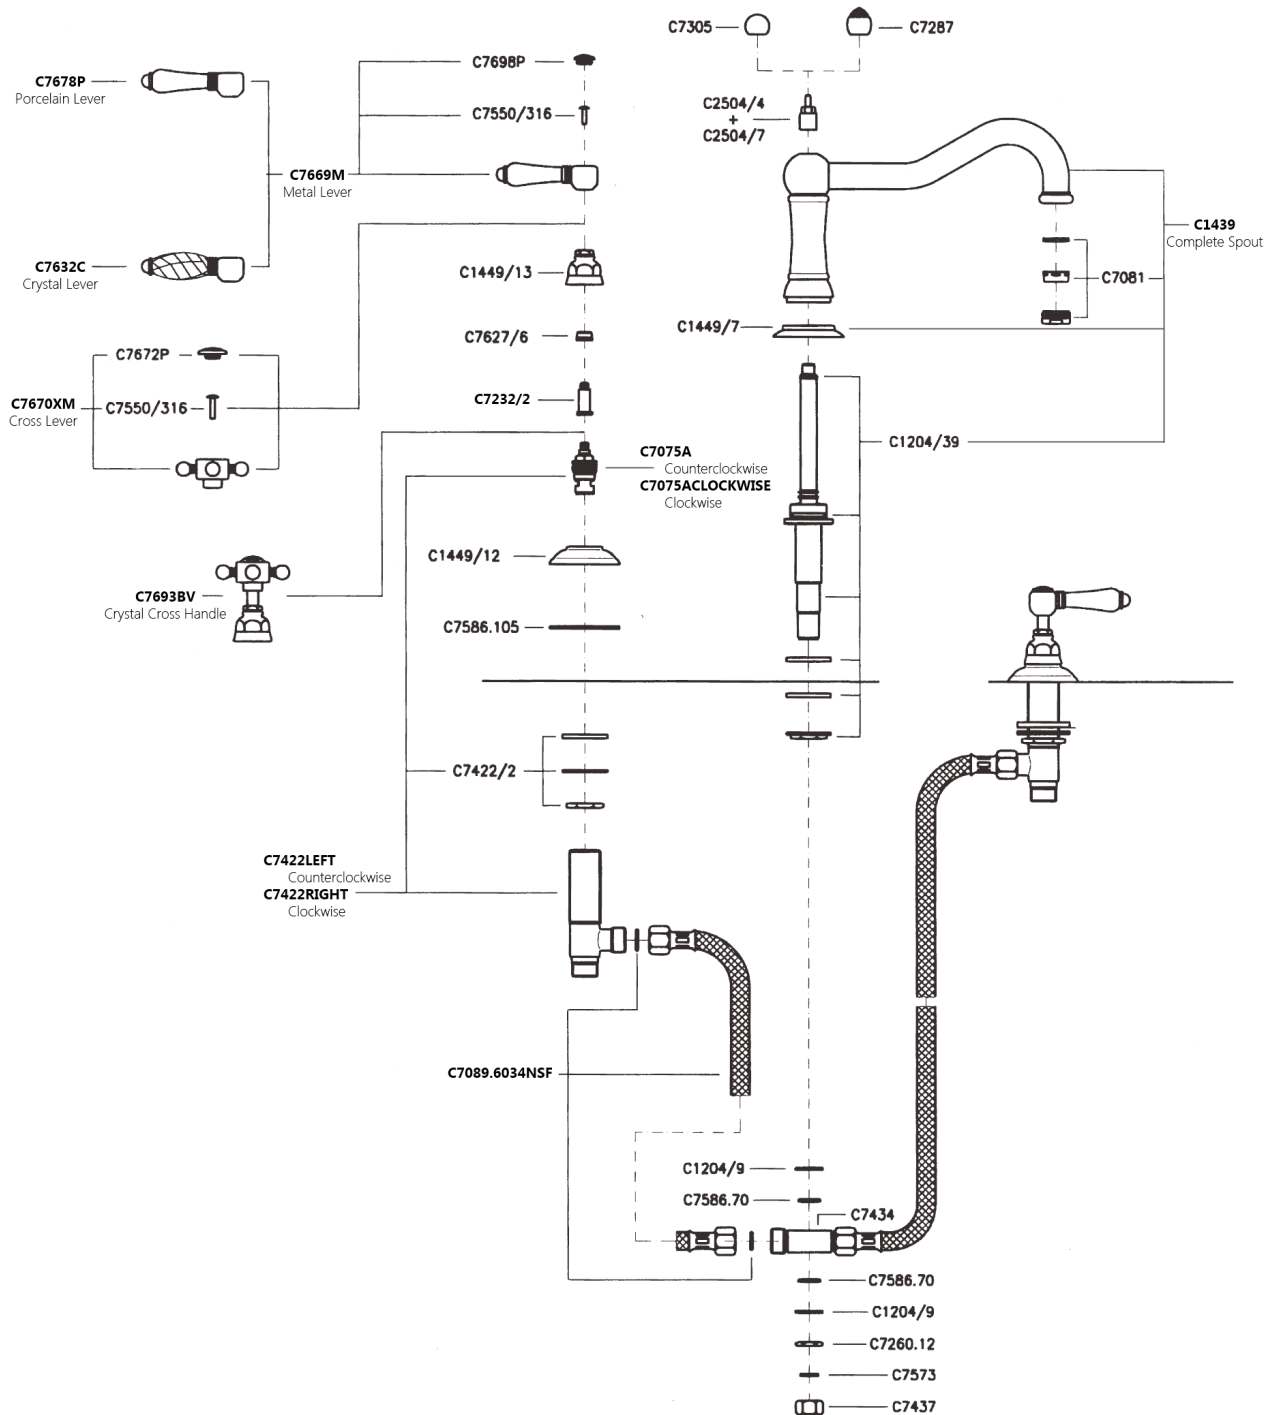 C7305
C7287
C7698P
C7678P
Porcelain Lever
C7550/316
C2504/4
+
C2504/7
C7669M
Metal Lever
C1439
Complete Spout
C7632C
Crystal Lever
C1449/13
C7081
C1449/7
C7627/6
C7672P
C7232/2
C7670XM
Cross Lever
C7550/316
C1204/39
C7075A
Counterclockwise
C7075ACLOCKWISE
Clockwise
C1449/12
C7693BV
Crystal Cross Handle
C7586.105
C7422/2
C7422LEFT
Counterclockwise
C7422RIGHT
Clockwise
C7089.6034NSF
C1204/9
C7586.70
C7434
C7586.70
C1204/9
C7260.12
C7573
C7437